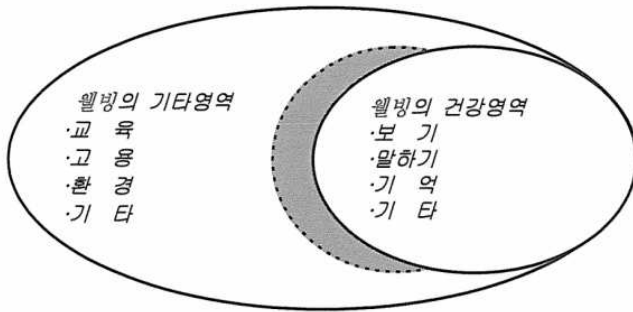 웰빙의 기타영역
·교 육
·고 용
·환 경
·기 타
웰빙의 건강영역
·보 기
·말하기
·기 억
·기 타